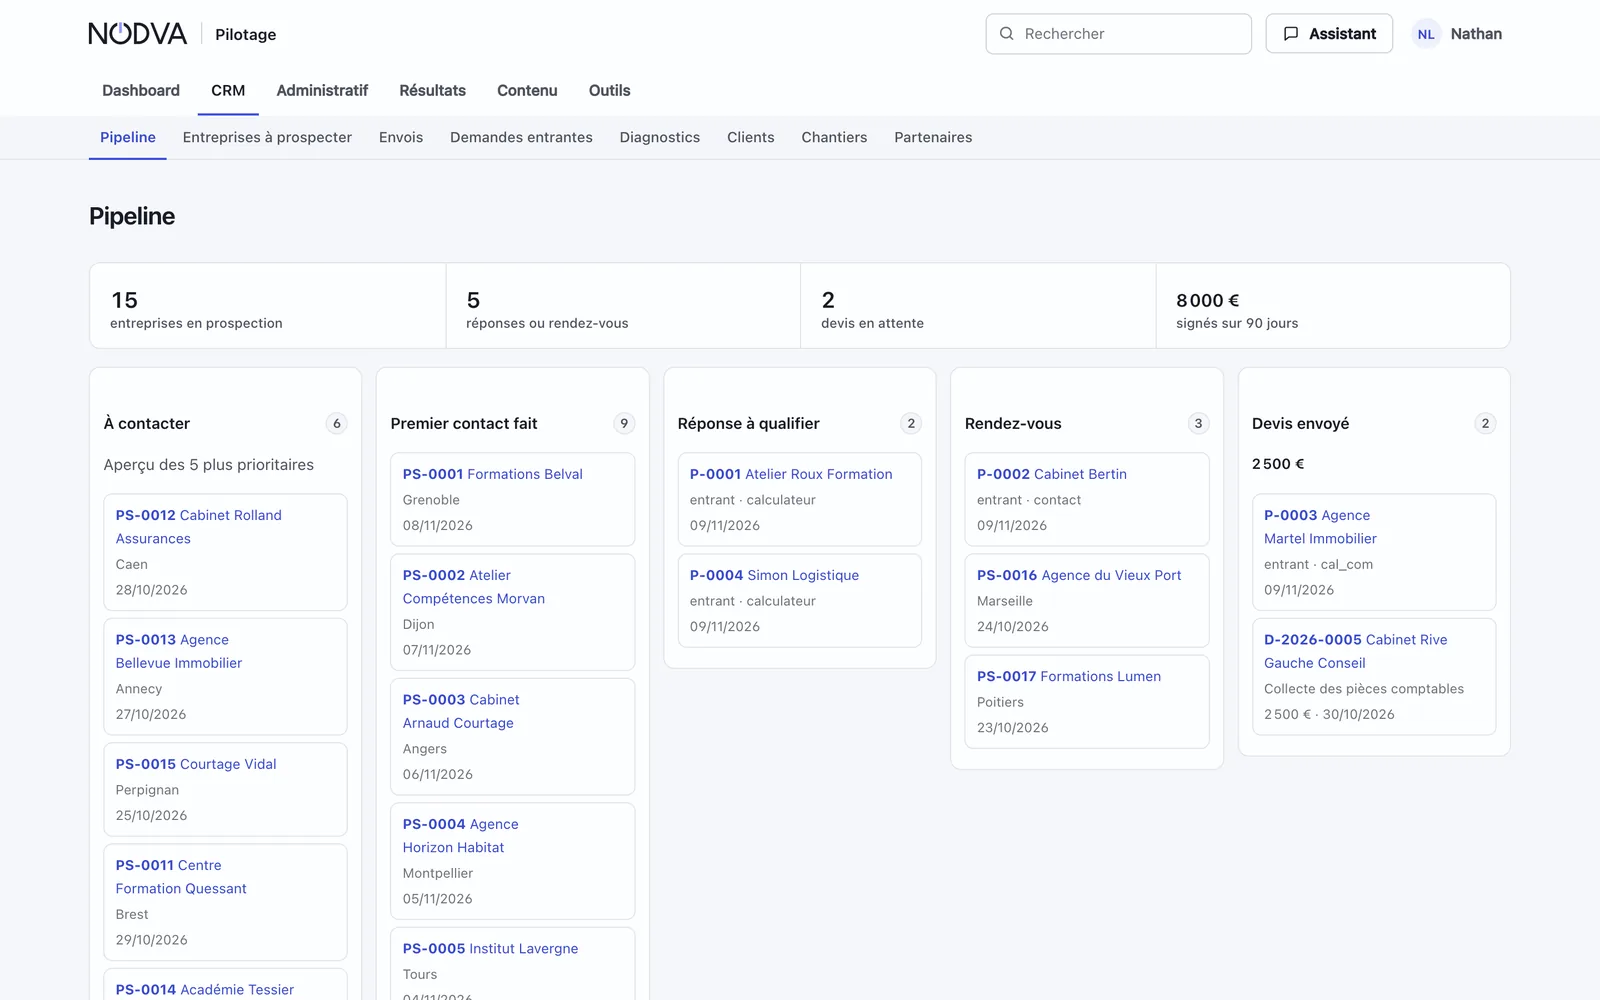 NODVA
Pilotage
Rechercher
Assistant
NL
Nathan
Dashboard
CRM
Administratif
Résultats
Contenu
Outils
Pipeline
Entreprises à prospecter
Envois
Demandes entrantes
Diagnostics
Clients
Chantiers
Partenaires
Pipeline
15
entreprises en prospection
5
réponses ou rendez-vous
2
devis en attente
8 000 €
signés sur 90 jours
À contacter
6
Aperçu des 5 plus prioritaires
PS-0012 Cabinet Rolland
Assurances
Caen
28/10/2026
PS-0013 Agence
Bellevue Immobilier
Annecy
27/10/2026
PS-0015 Courtage Vidal
Perpignan
25/10/2026
PS-0011 Centre
Formation Quessant
Brest
29/10/2026
PS-0014 Académie Tessier
Premier contact fait
9
PS-0001 Formations Belval
Grenoble
08/11/2026
PS-0002 Atelier
Compétences Morvan
Dijon
07/11/2026
PS-0003 Cabinet
Arnaud Courtage
Angers
06/11/2026
PS-0004 Agence
Horizon Habitat
Montpellier
05/11/2026
PS-0005 Institut Lavergne
Tours
04/11/2026
Réponse à qualifier
2
P-0001 Atelier Roux Formation
entrant · calculateur
09/11/2026
P-0004 Simon Logistique
entrant · calculateur
09/11/2026
Rendez-vous
3
P-0002 Cabinet Bertin
entrant · contact
09/11/2026
PS-0016 Agence du Vieux Port
Marseille
24/10/2026
PS-0017 Formations Lumen
Poitiers
23/10/2026
Devis envoyé
2
2 500 €
P-0003 Agence
Martel Immobilier
entrant · cal_com
09/11/2026
D-2026-0005 Cabinet Rive
Gauche Conseil
Collecte des pièces comptables
2 500 € · 30/10/2026